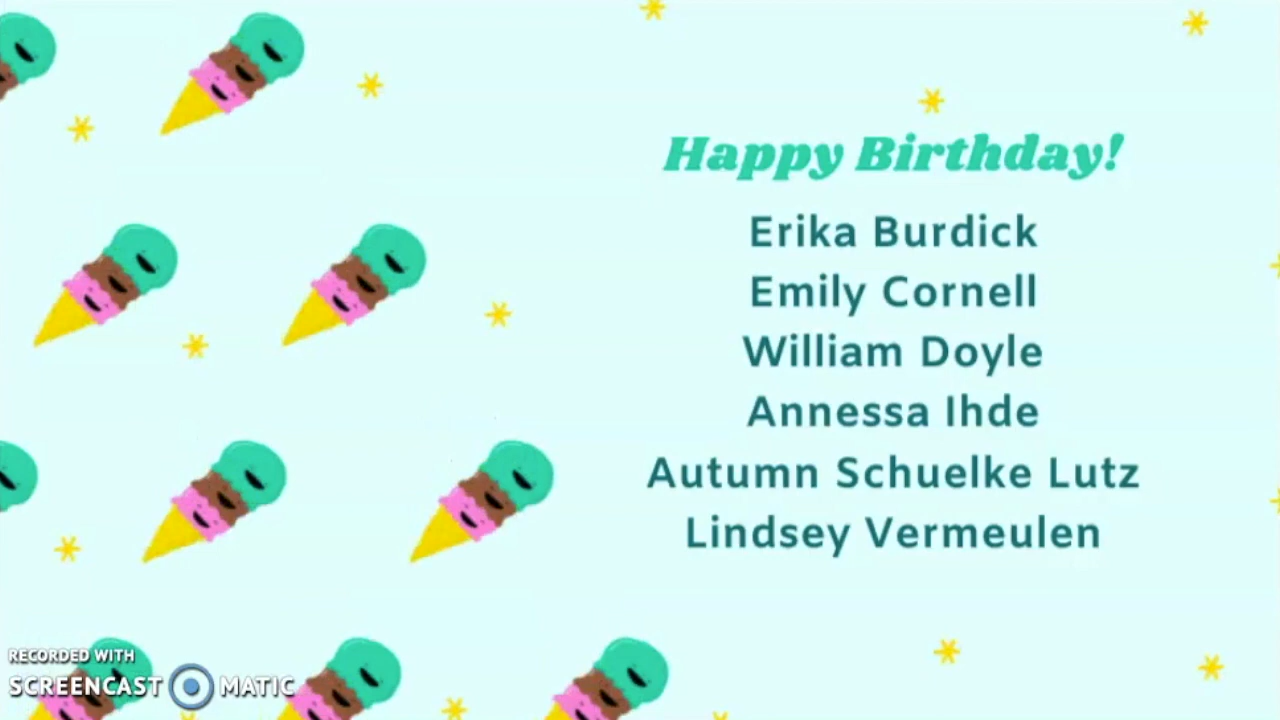 Happy Birthday!
Erika Burdick
Emily Cornell
William Doyle
Annessa Ihde
Autumn Schuelke Lutz
Lindsey Vermeulen
RECORDED WITH
SCREENCAST MATIC